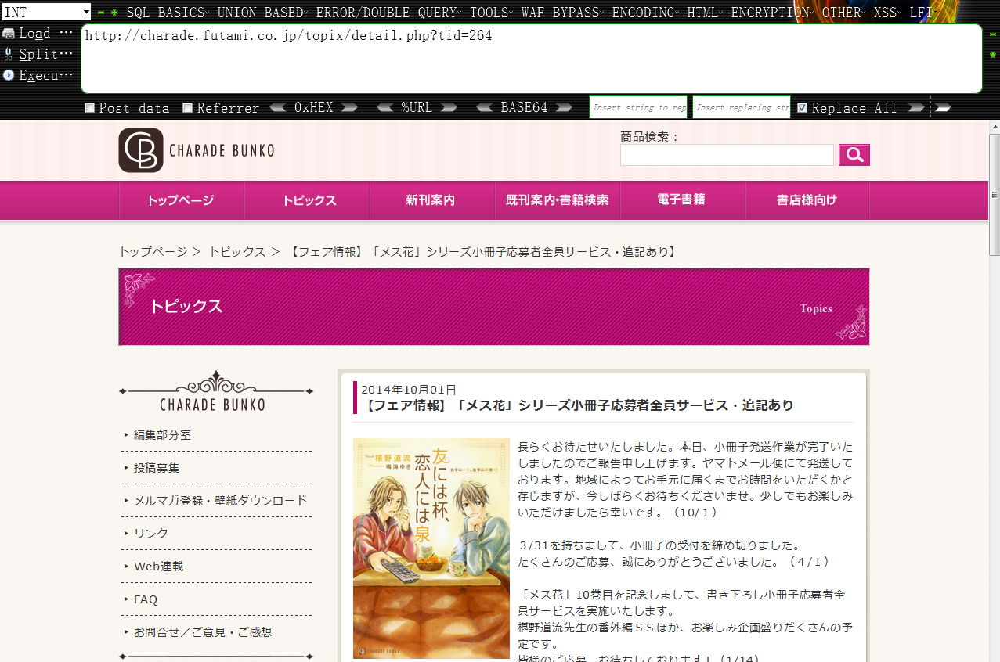 INT SQL BASICS UNION BASED ERROR/DOUBLE QUERY TOOLS WAF BYPASS ENCODING HTML ENCRYPTION OTHER XSS LFI
Load ...
Split...
Execu...
http://charade.futami.co.jp/topix/detail.php?tid=264
Post data Referrer 0xHEX %URL BASE64 Insert string to rep Insert replacing str Replace All
CB CHARADE BUNKO
商品検索：
トップページ トピックス 新刊案内 既刊案内・書籍検索 電子書籍 書店様向け
トップページ ＞ トピックス ＞ 【フェア情報】「メス花」シリーズ小冊子応募者全員サービス・追記あり】
トピックス
Topics
CHARADE BUNKO
編集部分室
投稿募集
メルマガ登録・壁紙ダウンロード
リンク
Web連載
FAQ
お問合せ／ご意見・ご感想
2014年10月01日
【フェア情報】「メス花」シリーズ小冊子応募者全員サービス・追記あり
友には杯、
恋人には泉
椹野道流
鳴海ゆき
CHARADE BUNKO
長らくお待たせいたしました。本日、小冊子発送作業が完了いた
しましたのでご報告申し上げます。ヤマトメール便にて発送して
おります。地域によってお手元に届くまでお時間をいただくかと
存じますが、今しばらくお待ちくださいませ。少しでもお楽しみ
いただけましたら幸いです。（10/１）
３/31を持ちまして、小冊子の受付を締め切りました。
たくさんのご応募、誠にありがとうございました。（４/１）
「メス花」10巻目を記念しまして、書き下ろし小冊子応募者全
員サービスを実施いたします。
椹野道流先生の番外編ＳＳほか、お楽しみ企画盛りだくさんの予
定です。
皆様のご応募、お待ちしております！（1/14）